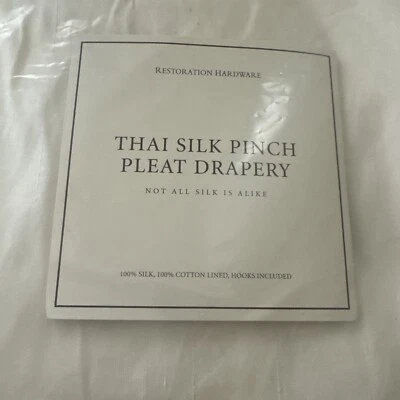 RESTORATION HARDWARE
THAI SILK PINCH
PLEAT DRAPERY
NOT ALL SILK IS ALIKE
100% SILK, 100% COTTON LINED, HOOKS INCLUDED